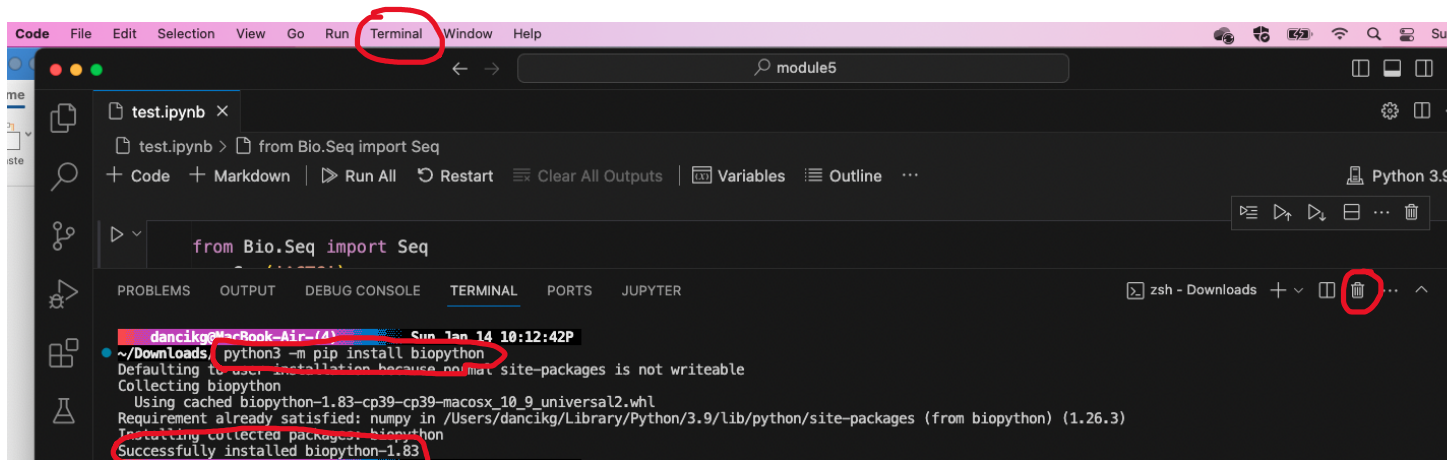 Code File Edit Selection View Go Run Terminal Window Help Su
module5
me
test.ipynb
test.ipynb > from Bio.Seq import Seq
aste
+ Code + Markdown Run All Restart Clear All Outputs Variables Outline ... Python 3.9
from Bio.Seq import Seq
PROBLEMS OUTPUT DEBUG CONSOLE TERMINAL PORTS JUPYTER zsh - Downloads
dancikg@MacBook-Air-(4) Sun Jan 14 10:12:42P
~/Downloads/ python3 -m pip install biopython
Defaulting to user installation because normal site-packages is not writeable
Collecting biopython
Using cached biopython-1.83-cp39-cp39-macosx_10_9_universal2.whl
Requirement already satisfied: numpy in /Users/dancikg/Library/Python/3.9/lib/python/site-packages (from biopython) (1.26.3)
Installing collected packages: biopython
Successfully installed biopython-1.83